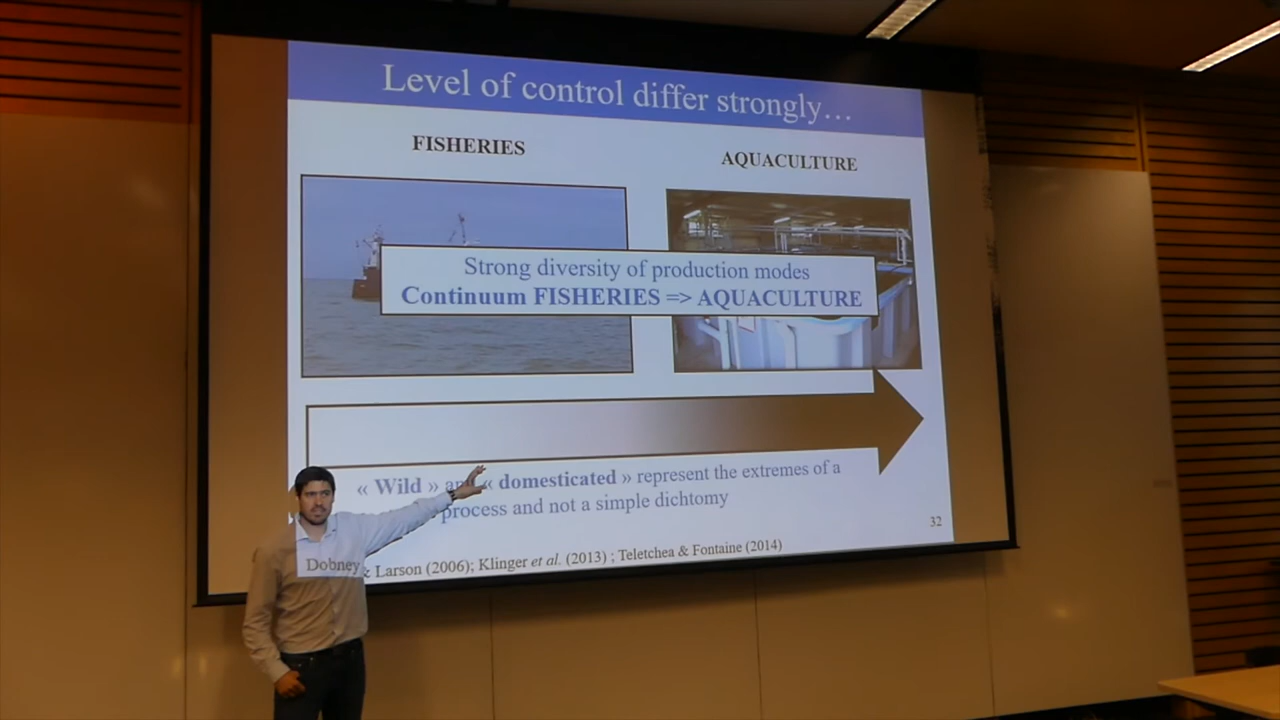 Level of control differ strongly…
FISHERIES
AQUACULTURE
Strong diversity of production modes
Continuum FISHERIES => AQUACULTURE
« Wild » and « domesticated » represent the extremes of a
process and not a simple dichtomy
32
Dobney & Larson (2006); Klinger et al. (2013) ; Teletchea & Fontaine (2014)